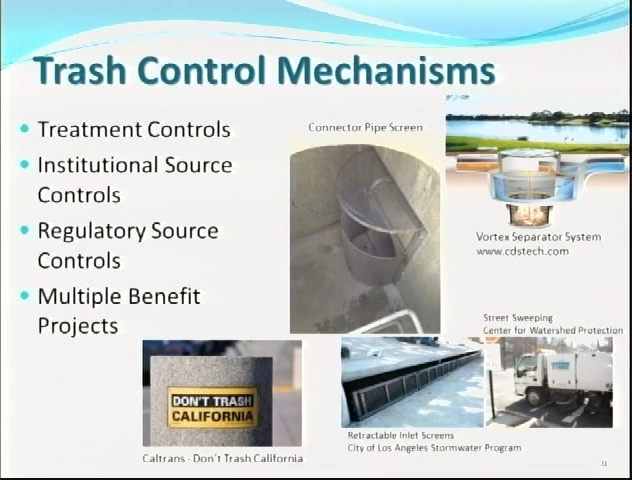 Trash Control Mechanisms
• Treatment Controls
• Institutional Source
Controls
• Regulatory Source
Controls
• Multiple Benefit
Projects
Connector Pipe Screen
Vortex Separator System
www.cdstech.com
Street Sweeping
Center for Watershed Protection
DON'T TRASH
CALIFORNIA
Caltrans - Don't Trash California
Retractable Inlet Screens
City of Los Angeles Stormwater Program